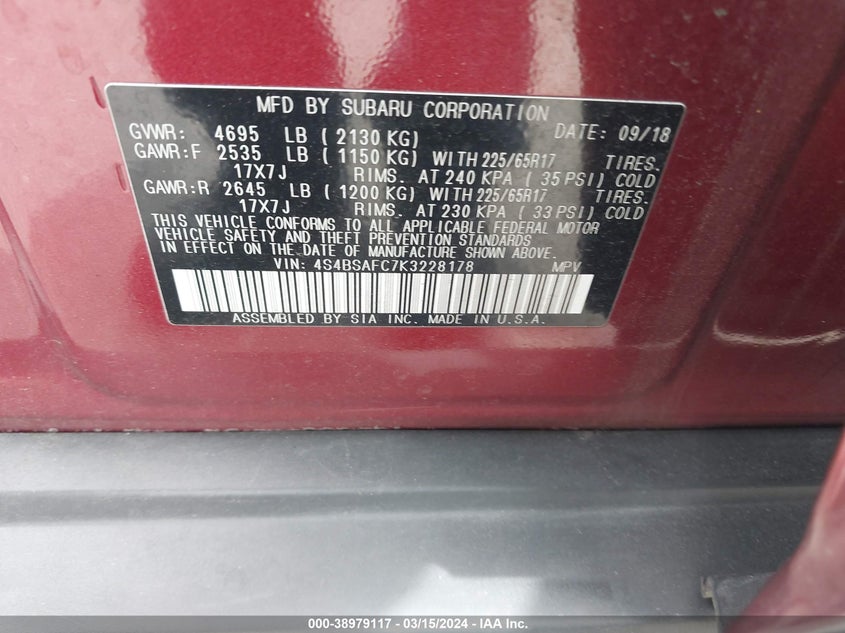 MFD BY SUBARU CORPORATION
GVWR: 4695 LB ( 2130 KG) DATE: 09/18
GAWR:F 2535 LB ( 1150 KG) WITH 225/65R17 TIRES.
17X7J RIMS. AT 240 KPA ( 35 PSI) COLD
GAWR:R 2645 LB ( 1200 KG) WITH 225/65R17 TIRES.
17X7J RIMS. AT 230 KPA ( 33 PSI) COLD
THIS VEHICLE CONFORMS TO ALL APPLICABLE FEDERAL MOTOR
VEHICLE SAFETY AND THEFT PREVENTION STANDARDS
IN EFFECT ON THE DATE OF MANUFACTURE SHOWN ABOVE.
VIN: 4S4BSAFC7K3228178 MPV
ASSEMBLED BY SIA INC. MADE IN U.S.A.
000-38979117 - 03/15/2024 - IAA Inc.